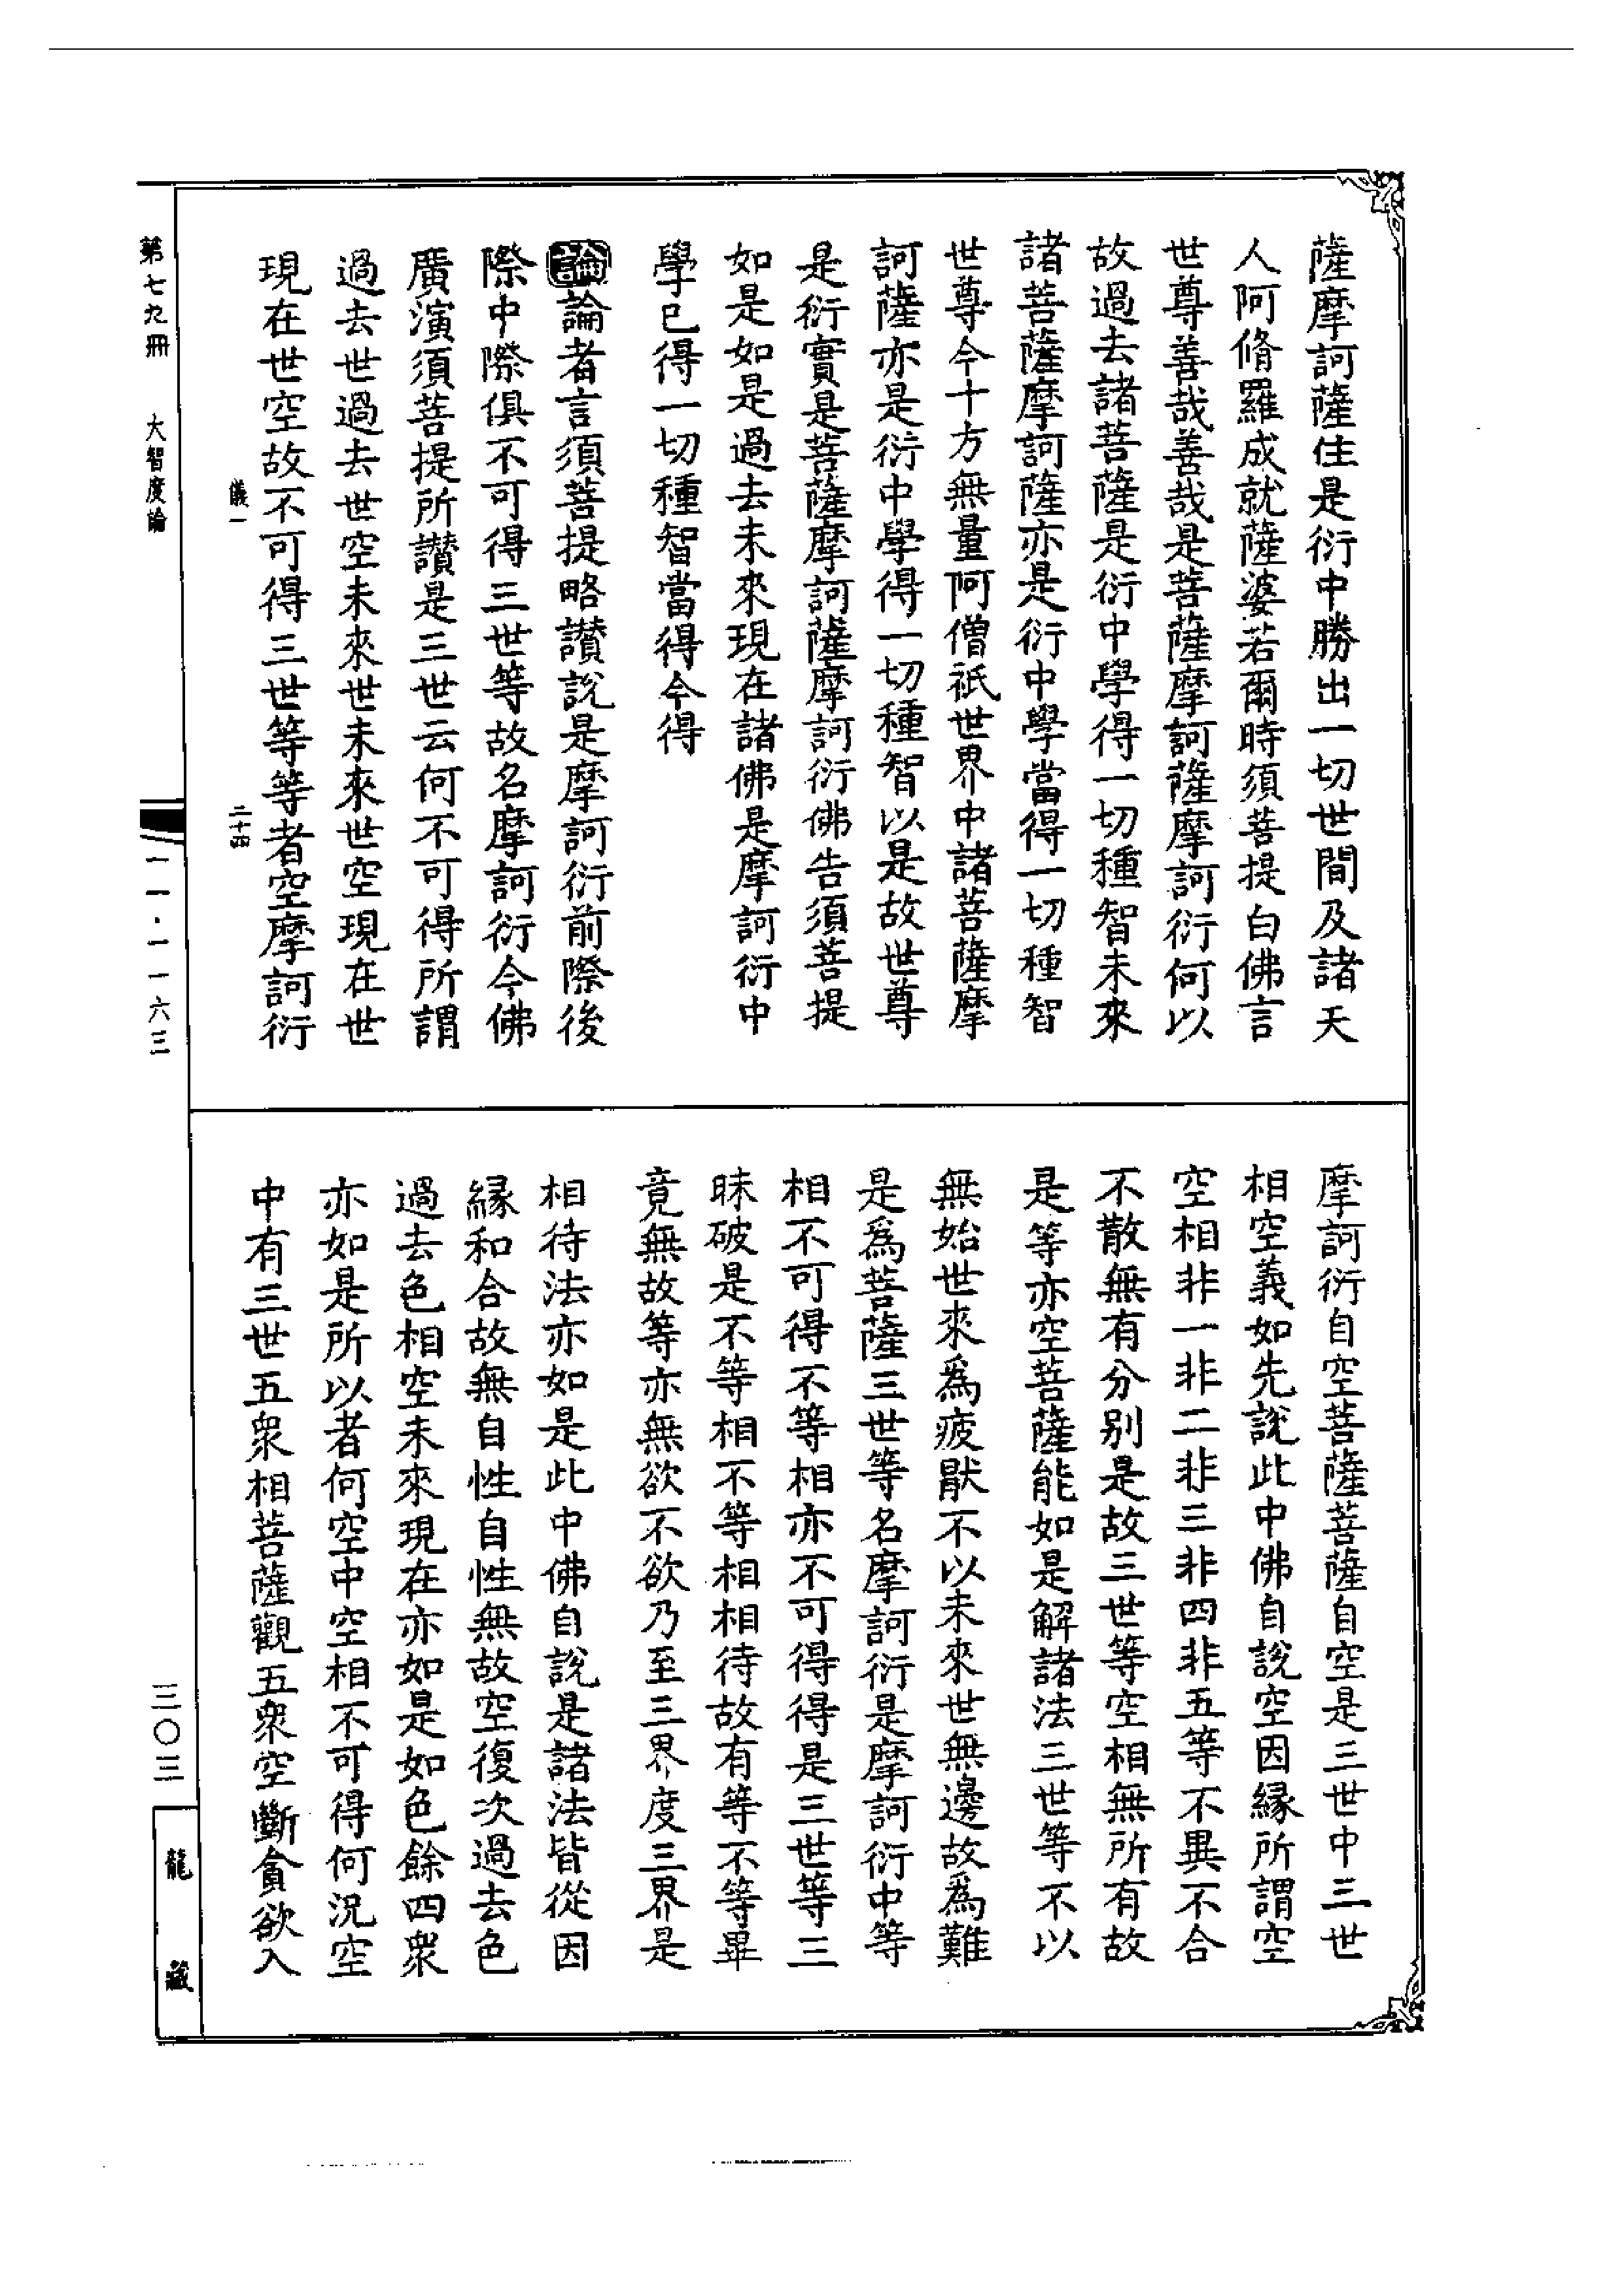 薩摩訶薩住是衍中勝出一切世間及諸天
人阿脩羅成就薩婆若爾時須菩提白佛言
世尊善哉善哉是菩薩摩訶薩摩訶衍何以
故過去諸菩薩是衍中學得一切種智未來
諸菩薩摩訶薩亦是衍中學當得一切種智
世尊今十方無量阿僧祇世界中諸菩薩摩
訶薩亦是衍中學得一切種智以是故世尊
是衍實是菩薩摩訶薩摩訶衍佛告須菩提
如是如是過去未來現在諸佛是摩訶衍中
學已得一切種智當得今得
論論者言須菩提略讚說是摩訶衍前際後
際中際俱不可得三世等故名摩訶衍今佛
廣演須菩提所讚是三世云何不可得所謂
過去世過去世空未來世未來世空現在世
現在世空故不可得三世等等者空摩訶衍
儀一 二十四
摩訶衍自空菩薩菩薩自空是三世中三世
相空義如先說此中佛自說空因緣所謂空
空相非一非二非三非四非五等不異不合
不散無有分別是故三世等空相無所有故
是等亦空菩薩能如是解諸法三世等不以
無始世來爲疲猒不以未來世無邊故爲難
是爲菩薩三世等名摩訶衍是摩訶衍中等
相不可得不等相亦不可得得是三世等三
昧破是不等相不等相相待故有等不等畢
竟無故等亦無欲不欲乃至三界度三界是
相待法亦如是此中佛自說是諸法皆從因
緣和合故無自性自性無故空復次過去色
過去色相空未來現在亦如是如色餘四衆
亦如是所以者何空中空相不可得何況空
中有三世五衆相菩薩觀五衆空斷貪欲入
第七九冊 大智度論 一一·一一六三 三〇三 龍藏